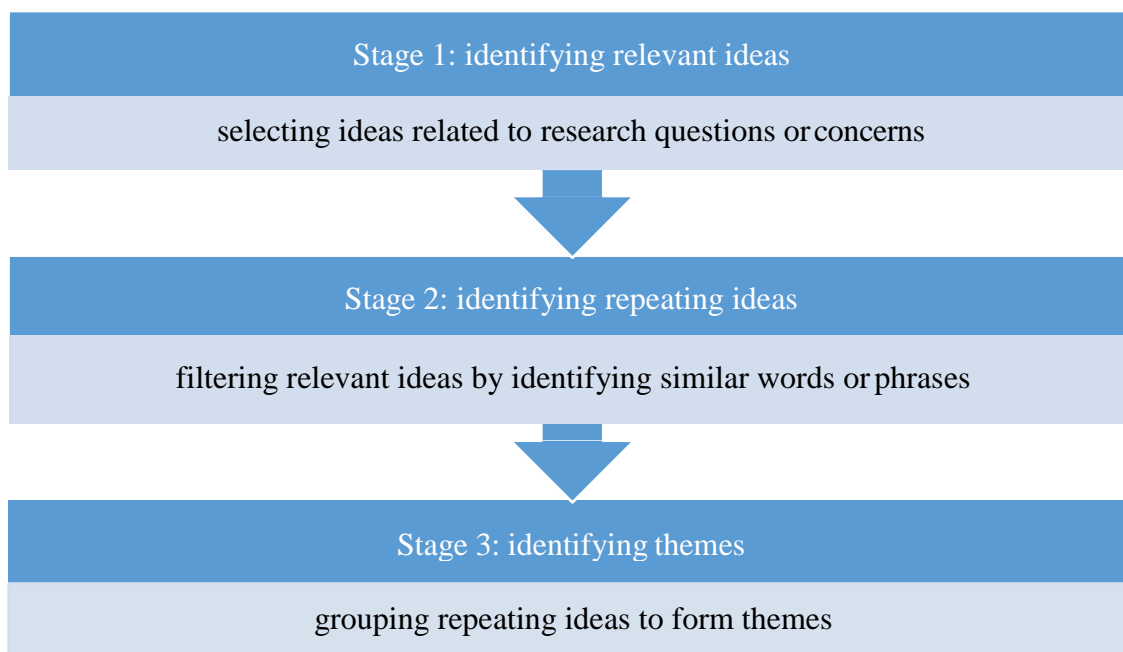 Stage 1: identifying relevant ideas
selecting ideas related to research questions or concerns
Stage 2: identifying repeating ideas
filtering relevant ideas by identifying similar words or phrases
Stage 3: identifying themes
grouping repeating ideas to form themes